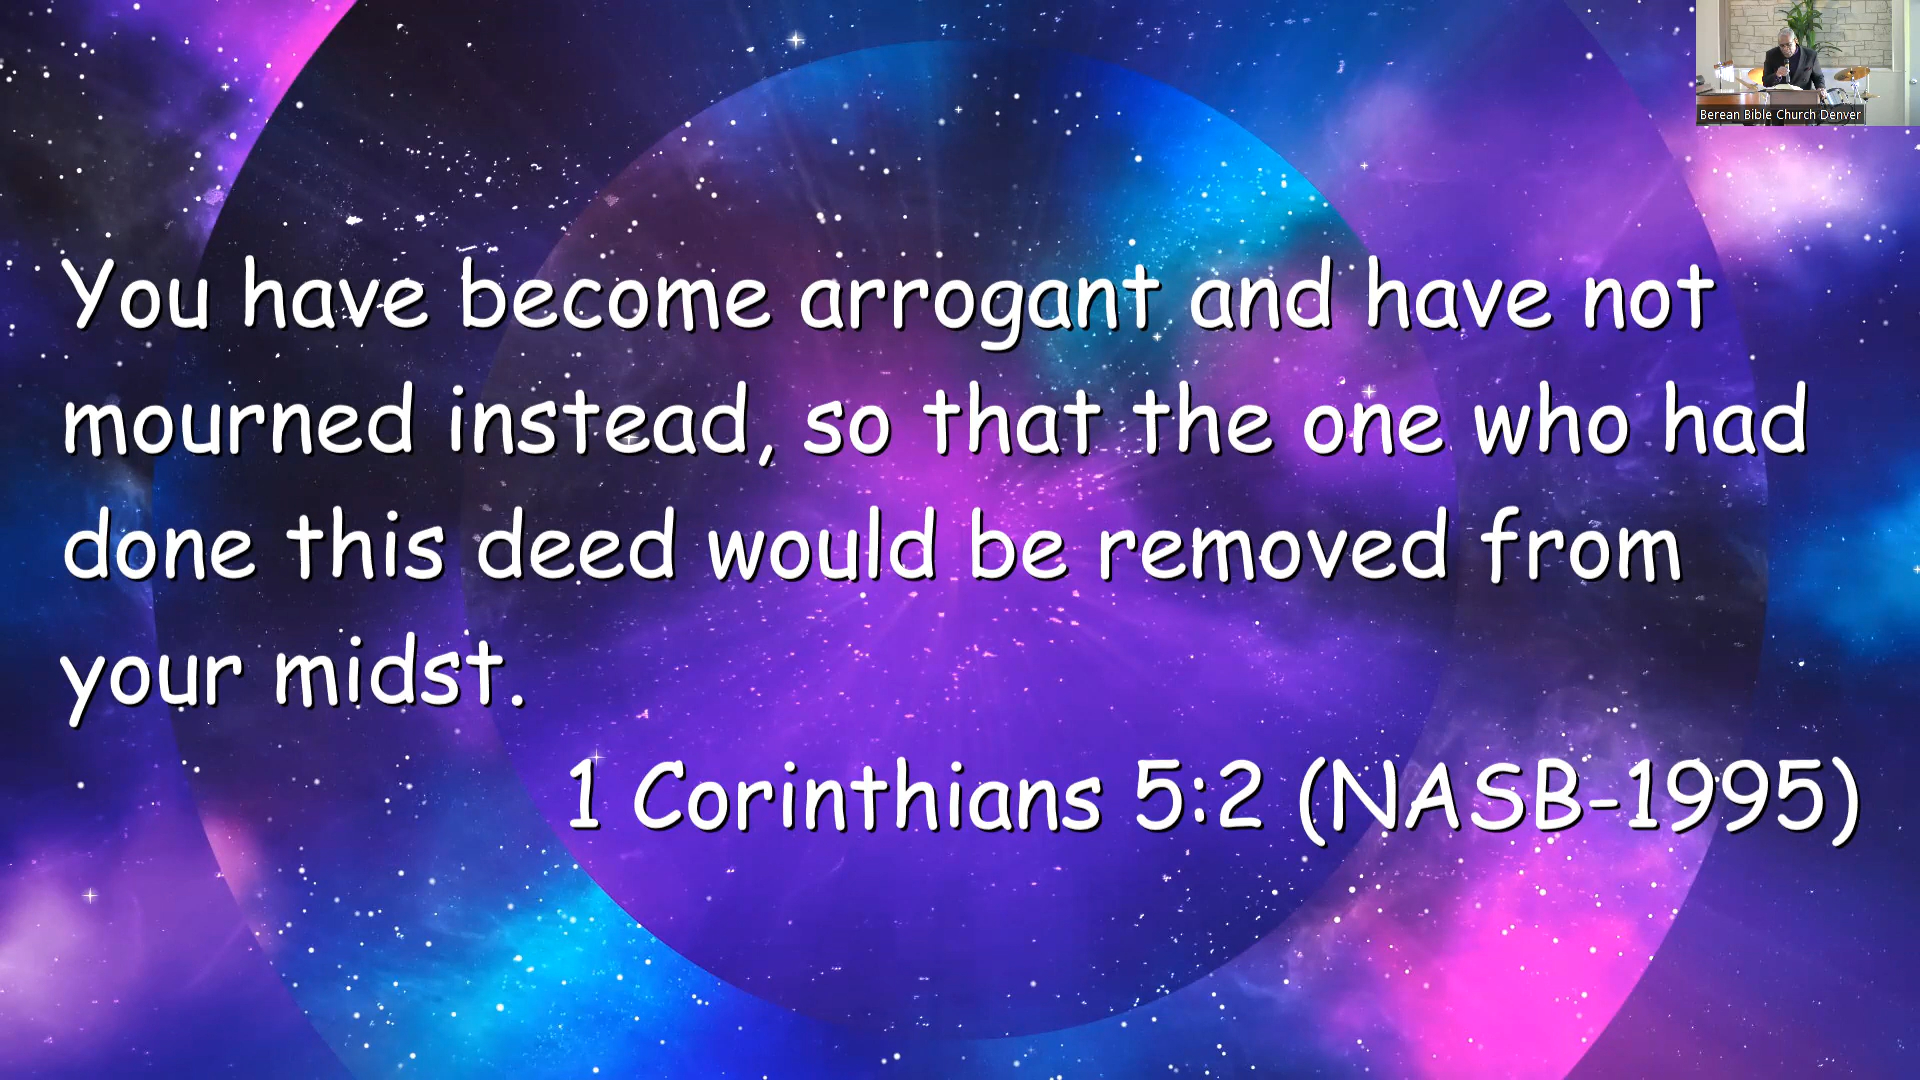 Berean Bible Church Denver
You have become arrogant and have not
mourned instead, so that the one who had
done this deed would be removed from
your midst.
1 Corinthians 5:2 (NASB-1995)